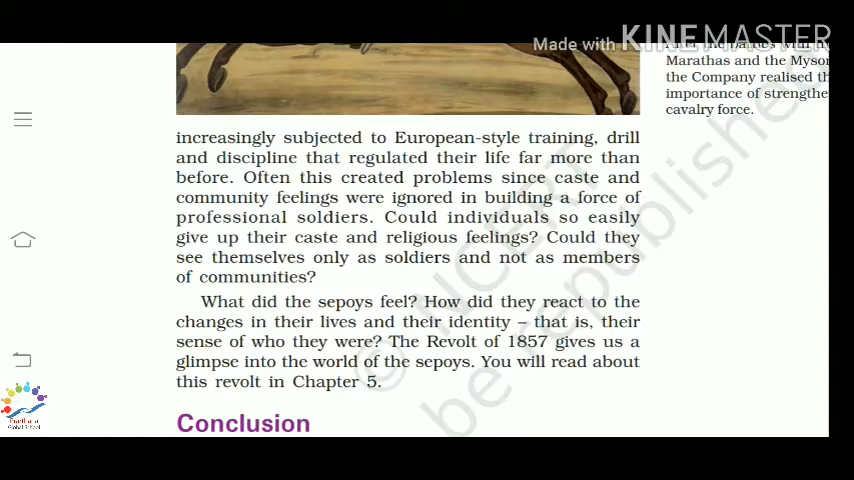 Made with KINEMASTER
Marathas and the Mysor
the Company realised th
importance of strengthe
cavalry force.
increasingly subjected to European-style training, drill
and discipline that regulated their life far more than
before. Often this created problems since caste and
community feelings were ignored in building a force of
professional soldiers. Could individuals so easily
give up their caste and religious feelings? Could they
see themselves only as soldiers and not as members
of communities?
What did the sepoys feel? How did they react to the
changes in their lives and their identity – that is, their
sense of who they were? The Revolt of 1857 gives us a
glimpse into the world of the sepoys. You will read about
this revolt in Chapter 5.
Conclusion
© NCERT
be republished
Global School